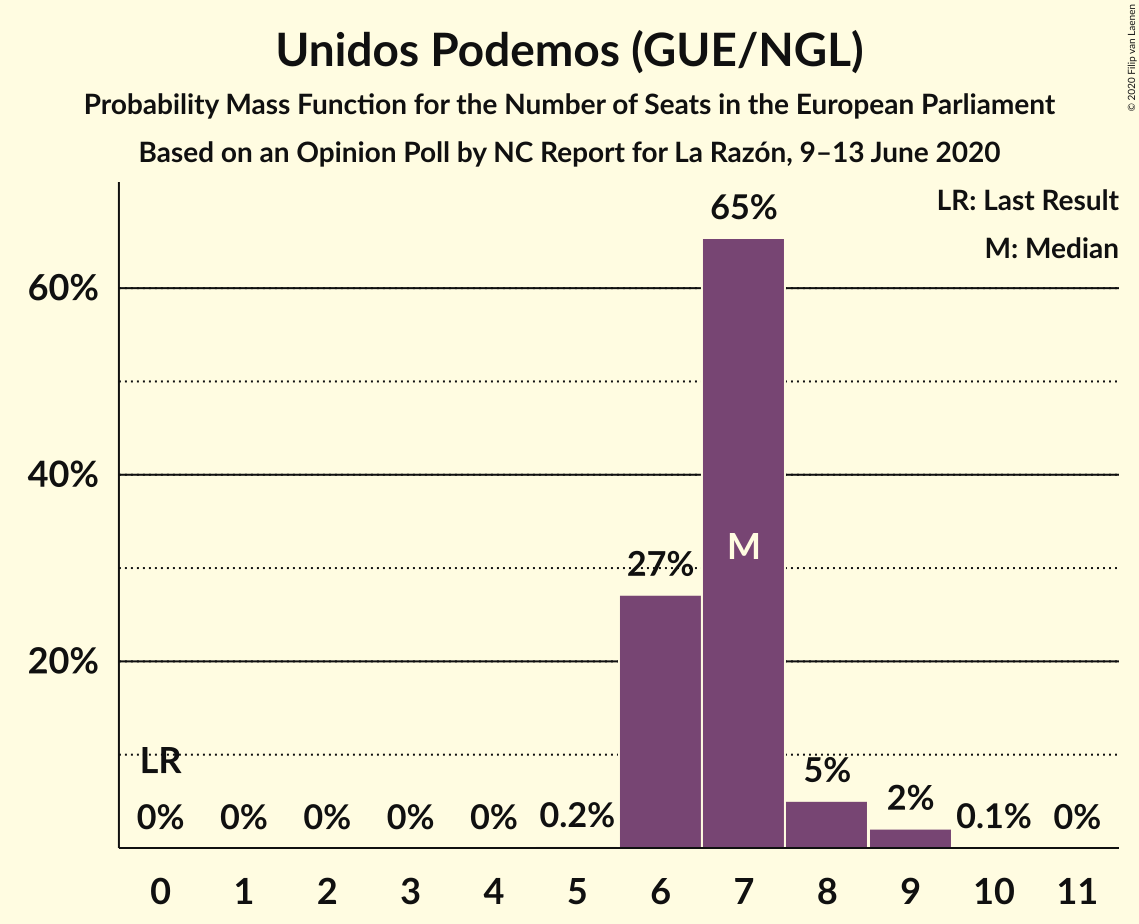 Unidos Podemos (GUE/NGL)
Probability Mass Function for the Number of Seats in the European Parliament
Based on an Opinion Poll by NC Report for La Razón, 9–13 June 2020
© 2020 Filip van Laenen
LR: Last Result
M: Median
60%
40%
20%
LR
0% 0% 0% 0% 0% 0.2% 27% 65% 5% 2% 0.1% 0%
M
0 1 2 3 4 5 6 7 8 9 10 11